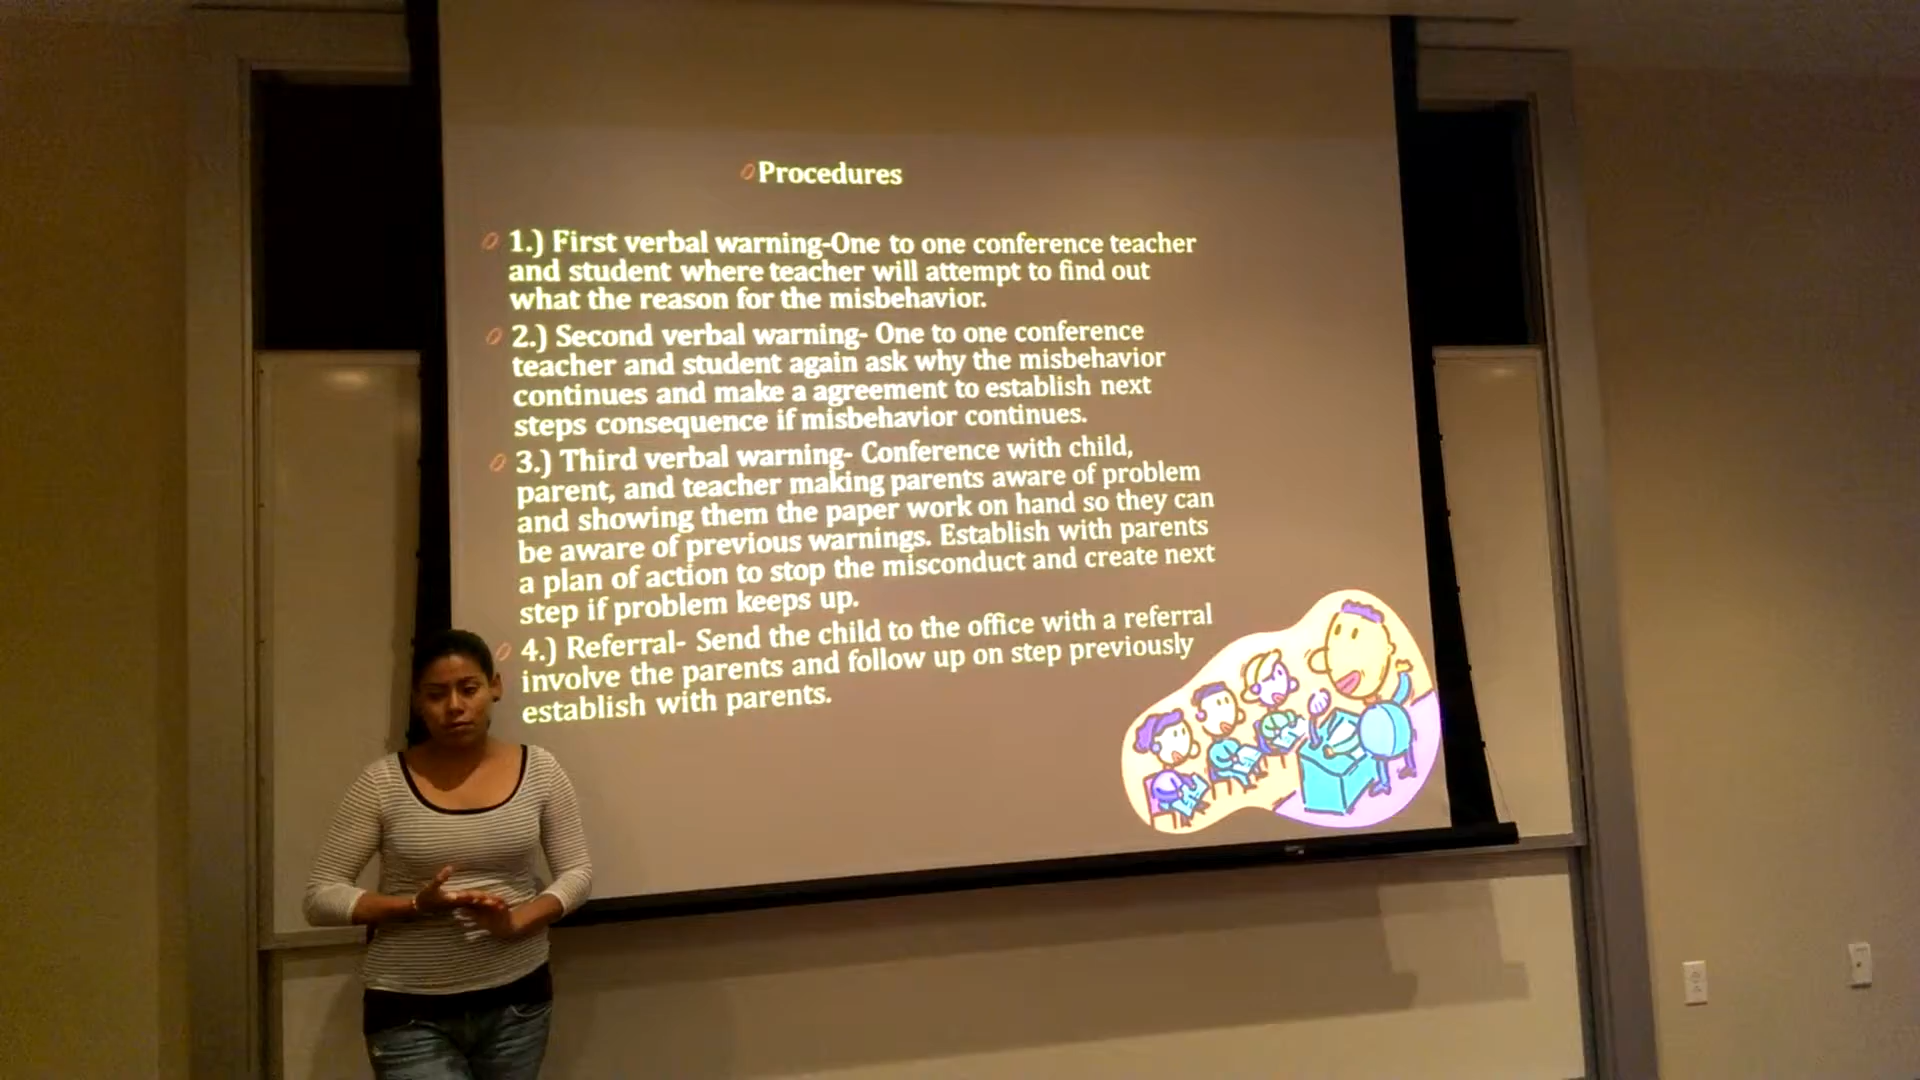 Procedures
1.) First verbal warning-One to one conference teacher
and student where teacher will attempt to find out
what the reason for the misbehavior.
2.) Second verbal warning- One to one conference
teacher and student again ask why the misbehavior
continues and make a agreement to establish next
steps consequence if misbehavior continues.
3.) Third verbal warning- Conference with child,
parent, and teacher making parents aware of problem
and showing them the paper work on hand so they can
be aware of previous warnings. Establish with parents
a plan of action to stop the misconduct and create next
step if problem keeps up.
4.) Referral- Send the child to the office with a referral
involve the parents and follow up on step previously
establish with parents.